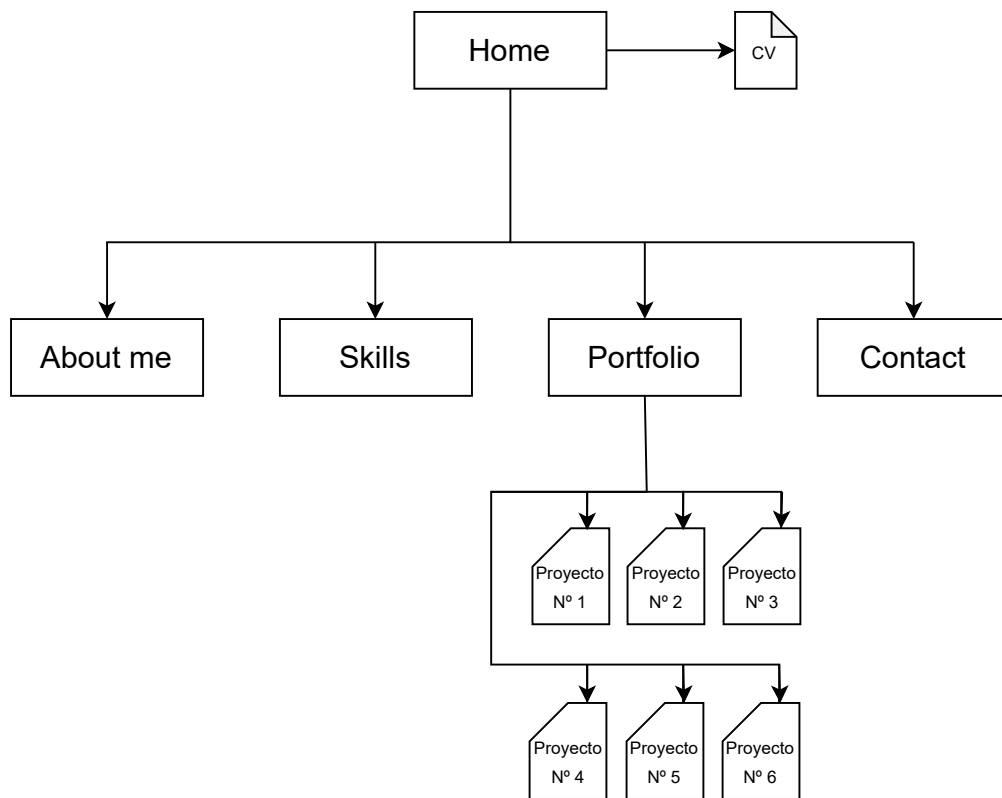 Home
CV
About me
Skills
Portfolio
Contact
Proyecto
Nº 1
Proyecto
Nº 2
Proyecto
Nº 3
Proyecto
Nº 4
Proyecto
Nº 5
Proyecto
Nº 6